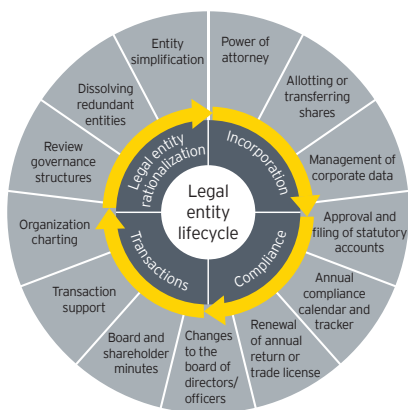 Entity
simplification
Power of
attorney
Allotting or
transferring
shares
Management of
corporate data
Approval and
filing of statutory
accounts
Annual
compliance
calendar and
tracker
Renewal
of annual
return or
trade license
Changes
to the
board of
directors/
officers
Board and
shareholder
minutes
Transaction
support
Organization
charting
Review
governance
structures
Dissolving
redundant
entities
Legal entity
rationalization
Incorporation
Compliance
Transactions
Legal
entity
lifecycle